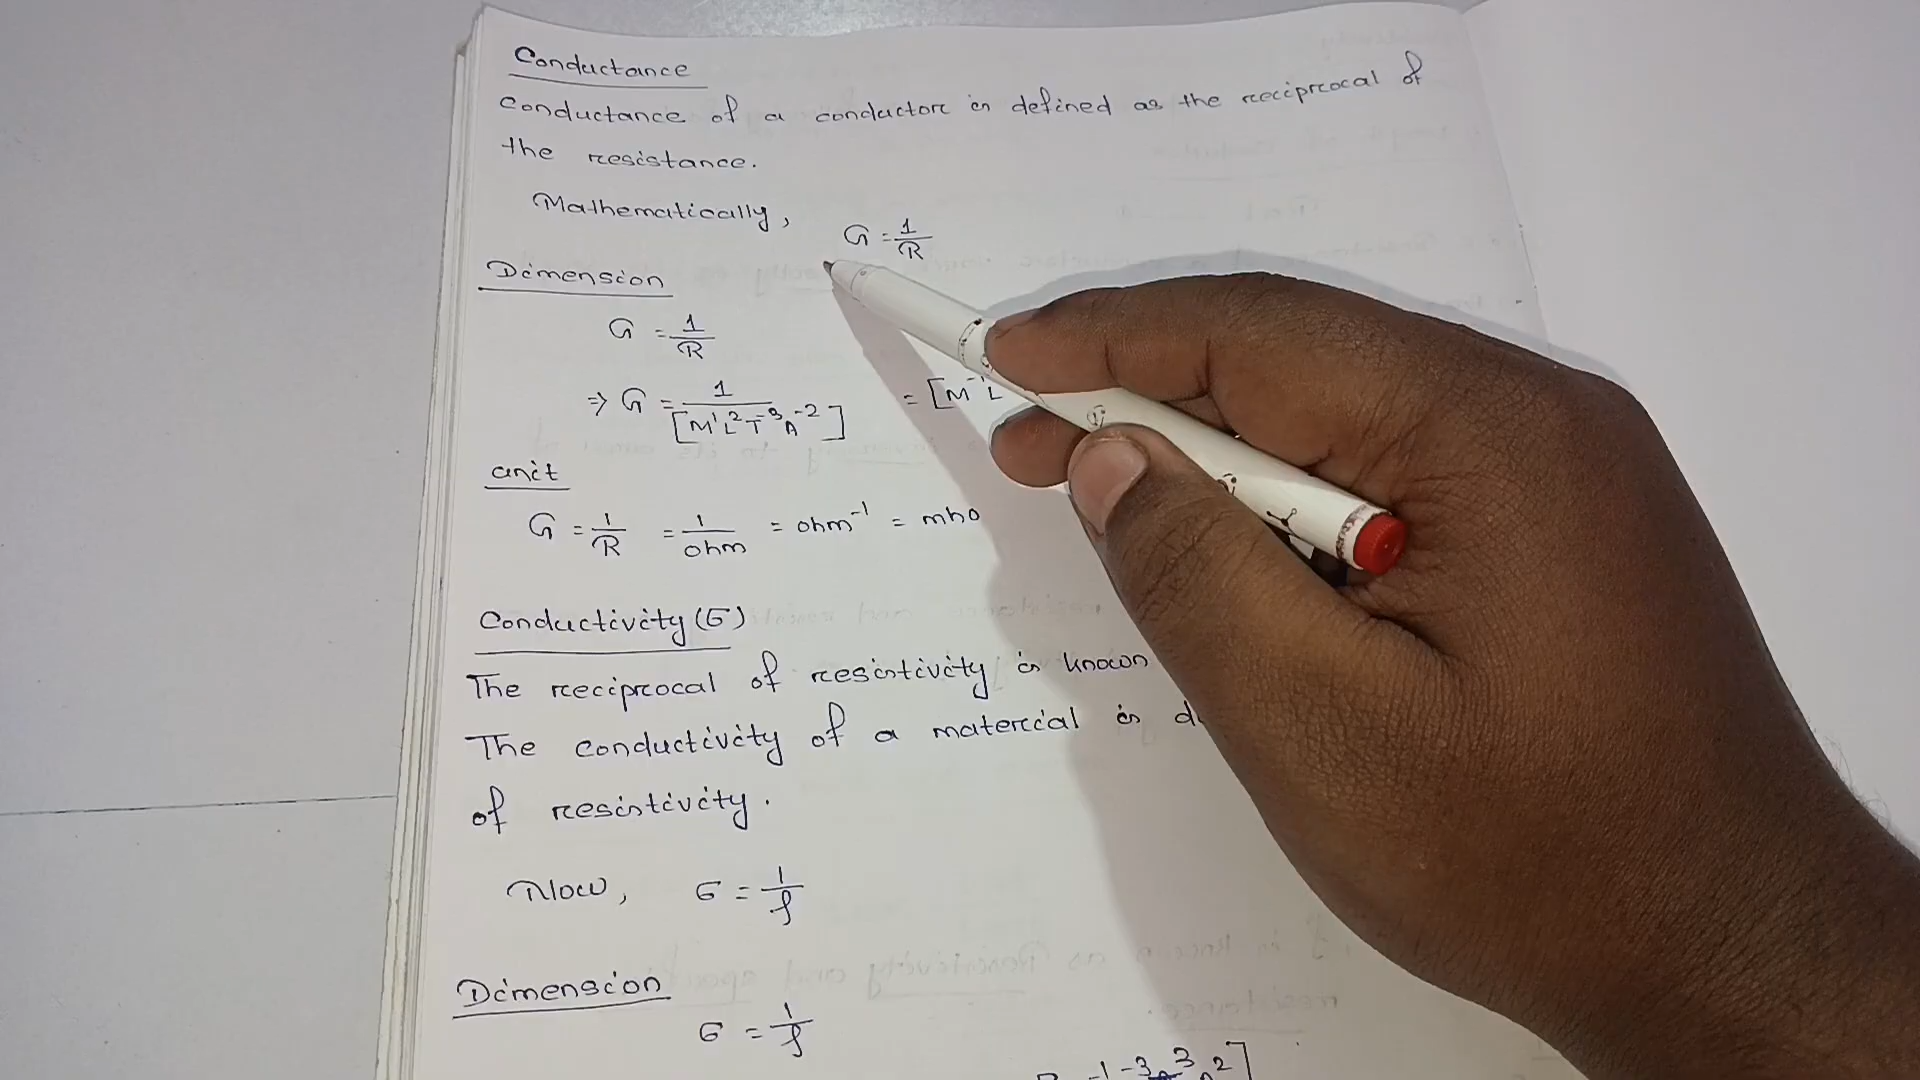 Conductance
Conductance of a conductor is defined as the reciprocal of
the resistance.
Mathematically, G = 1/R
Dimension
G = 1/R
⇒ G = 1/[M¹L²T⁻³A⁻²] = [M⁻¹L
unit
G = 1/R = 1/ohm = ohm⁻¹ = mho
Conductivity (σ)
The reciprocal of resistivity is known
The conductivity of a material is
of resistivity.
Now, σ = 1/ρ
Dimension
σ = 1/ρ